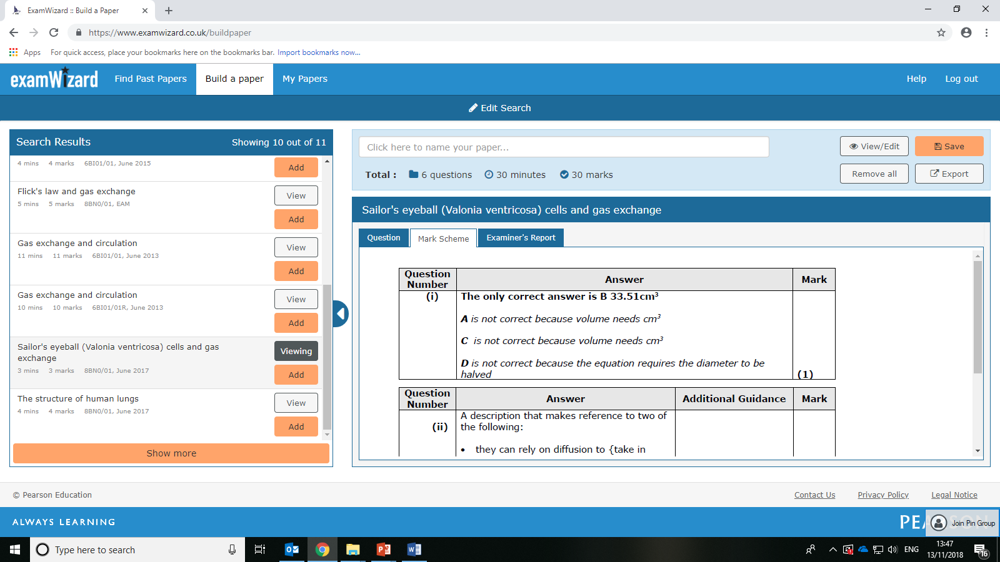 ExamWizard :: Build a Paper
https://www.examwizard.co.uk/buildpaper
Apps For quick access, place your bookmarks here on the bookmarks bar. Import bookmarks now...
examWizard Find Past Papers Build a paper My Papers Help Log out
Edit Search
Search Results Showing 10 out of 11
4 mins 4 marks 6BI01/01, June 2015
Add
Flick's law and gas exchange
5 mins 5 marks 8BN0/01, EAM
View
Add
Gas exchange and circulation
11 mins 11 marks 6BI01/01, June 2013
View
Add
Gas exchange and circulation
10 mins 10 marks 6BI01/01R, June 2013
View
Add
Sailor's eyeball (Valonia ventricosa) cells and gas
exchange
3 mins 3 marks 8BN0/01, June 2017
Viewing
Add
The structure of human lungs
4 mins 4 marks 8BN0/01, June 2017
View
Add
Show more
Click here to name your paper...
View/Edit Save
Total : 6 questions 30 minutes 30 marks
Remove all Export
Sailor's eyeball (Valonia ventricosa) cells and gas exchange
Question Mark Scheme Examiner's Report
Question
Number Answer Mark
(i) The only correct answer is B 33.51cm³
A is not correct because volume needs cm³
C is not correct because volume needs cm³
D is not correct because the equation requires the diameter to be
halved (1)
Question
Number Answer Additional Guidance Mark
(ii) A description that makes reference to two of
the following:
• they can rely on diffusion to {take in
© Pearson Education Contact Us Privacy Policy Legal Notice
ALWAYS LEARNING
Join Pin Group
Type here to search
ENG
13:47
13/11/2018
16